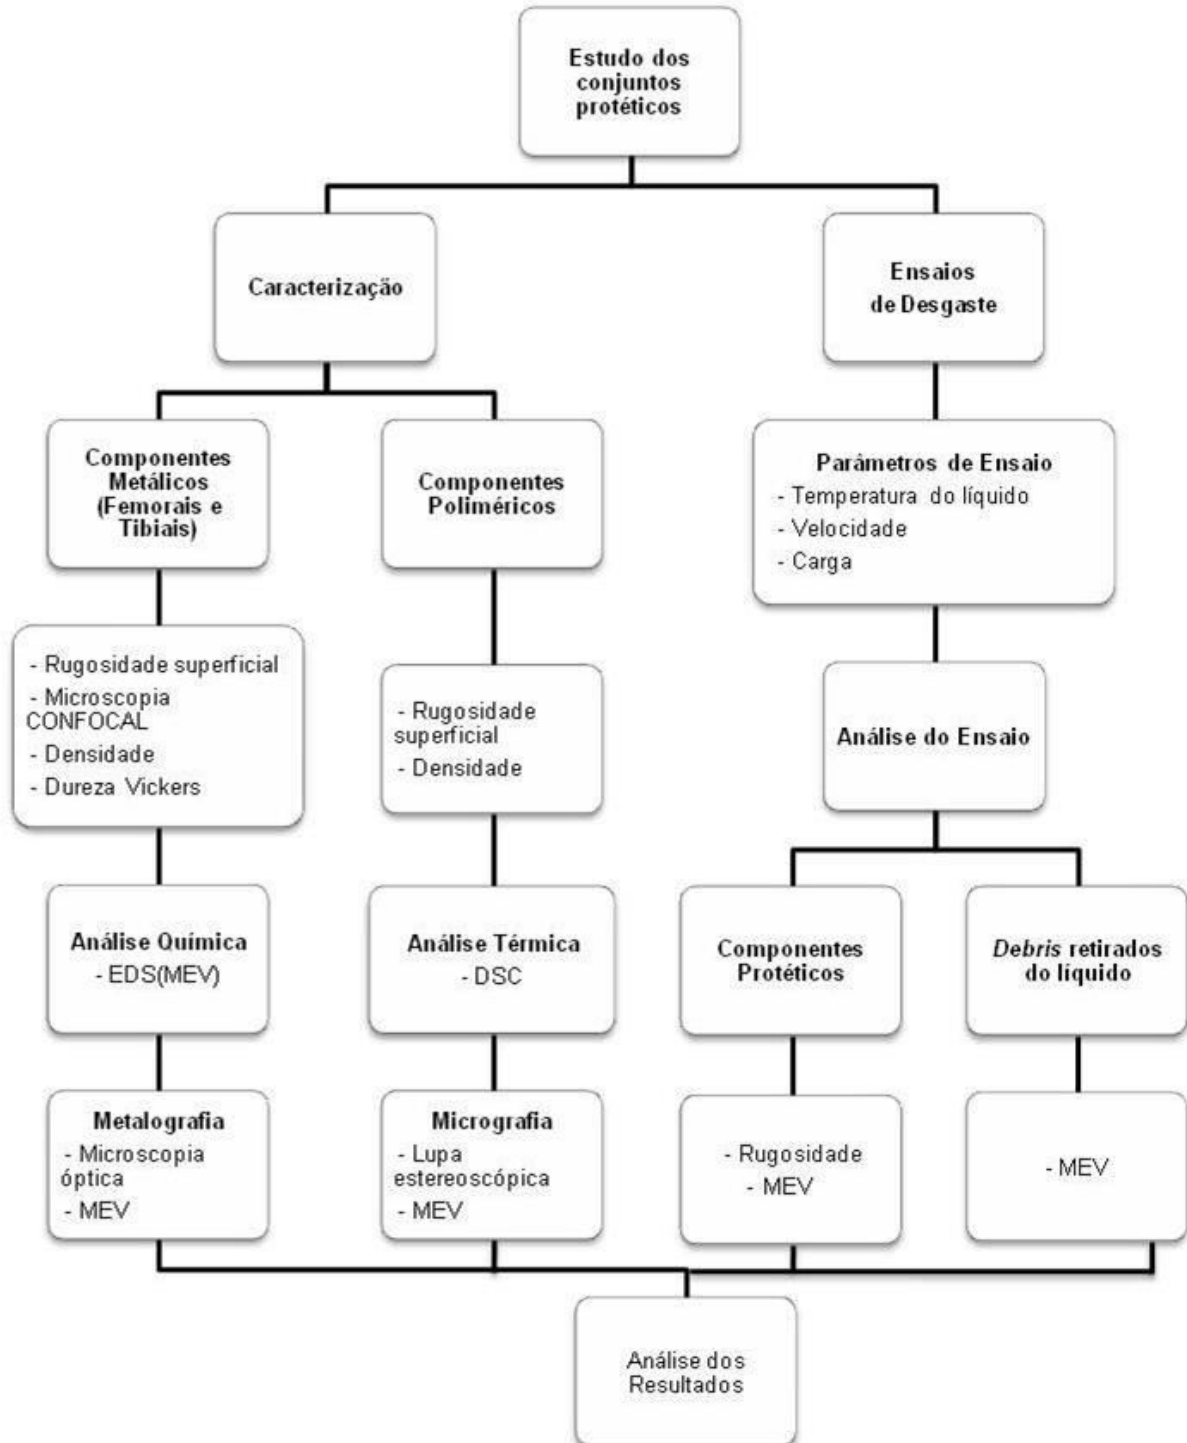 Estudo dos
conjuntos
protéticos
Caracterização
Ensaios
de Desgaste
Componentes
Metálicos
(Femorais e
Tibiais)
Componentes
Poliméricos
Parâmetros de Ensaio
- Temperatura do líquido
- Velocidade
- Carga
- Rugosidade superficial
- Microscopia
CONFOCAL
- Densidade
- Dureza Vickers
- Rugosidade
superficial
- Densidade
Análise do Ensaio
Análise Química
- EDS(MEV)
Análise Térmica
- DSC
Componentes
Protéticos
Debris retirados
do líquido
Metalografia
- Microscopia
óptica
- MEV
Micrografia
- Lupa
estereoscópica
- MEV
- Rugosidade
- MEV
- MEV
Análise dos
Resultados